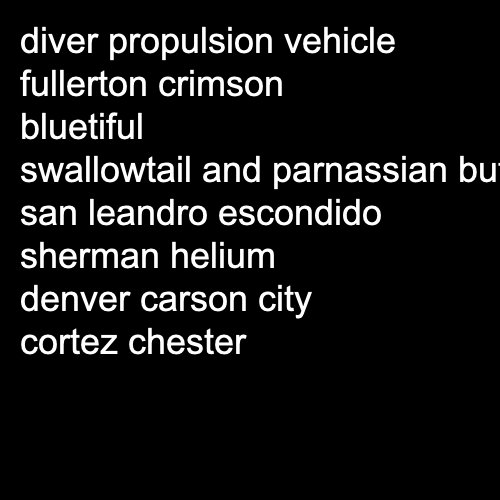 diver propulsion vehicle
fullerton crimson
bluetiful
swallowtail and parnassian
san leandro escondido
sherman helium
denver carson city
cortez chester